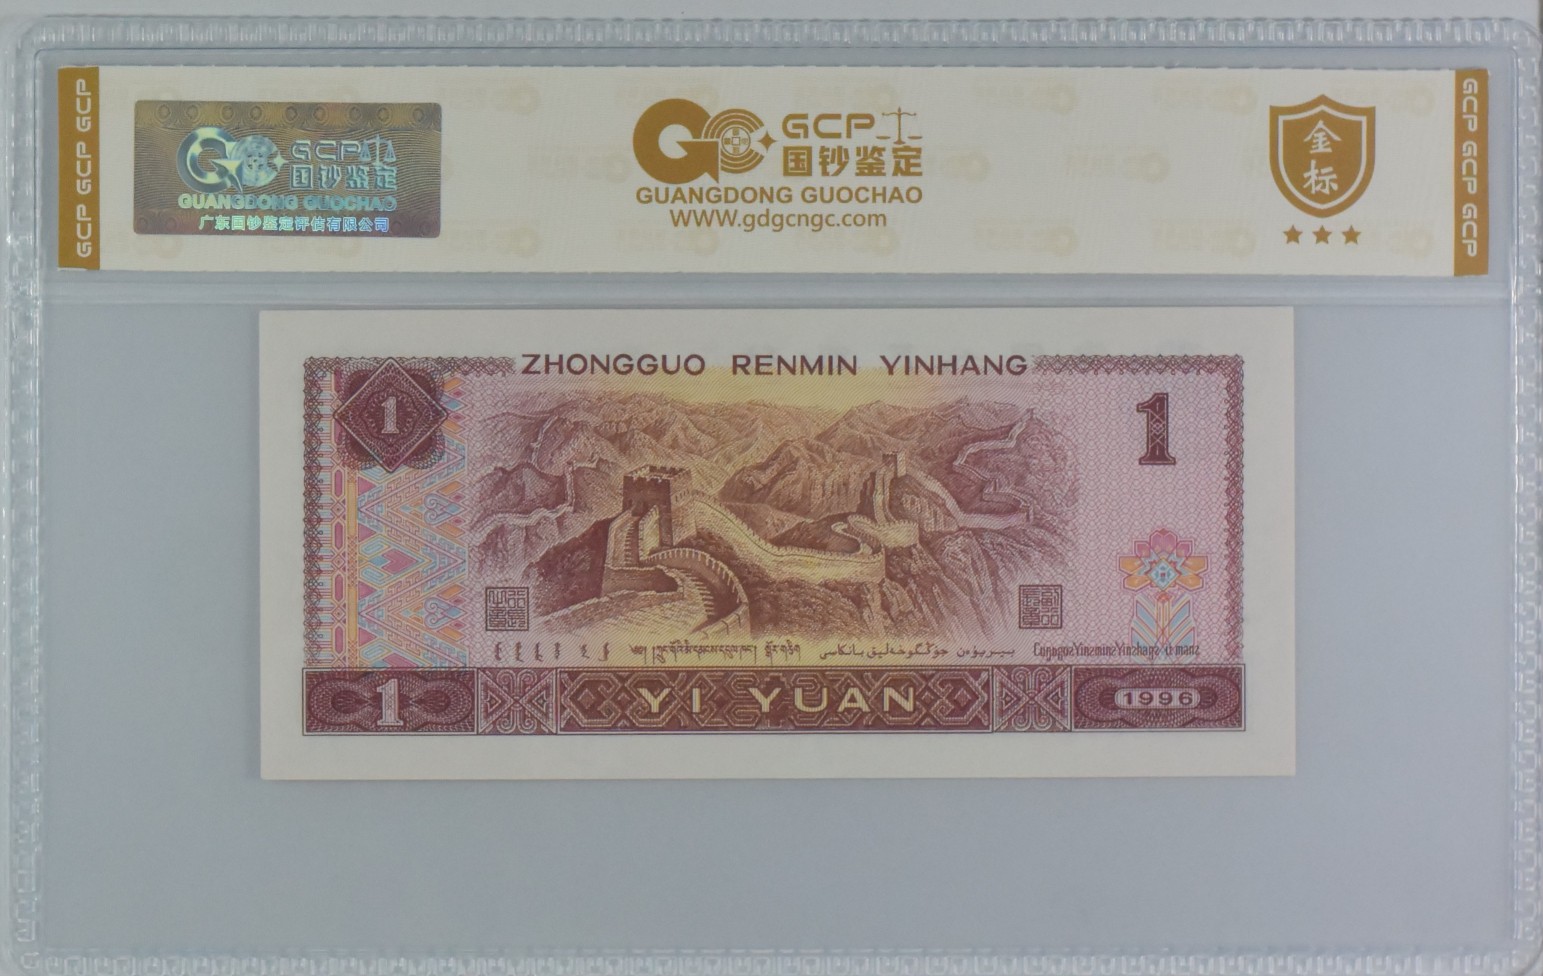 GCP GCP GCP
GCP
国钞鉴定
GUANGDONG GUOCHAO
广东国钞鉴定评估有限公司
GCP
国钞鉴定
GUANGDONG GUOCHAO
WWW.gdgcngc.com
金标
GCP GCP GCP
ZHONGGUO RENMIN YINHANG
1
1
1
YI YUAN
1996